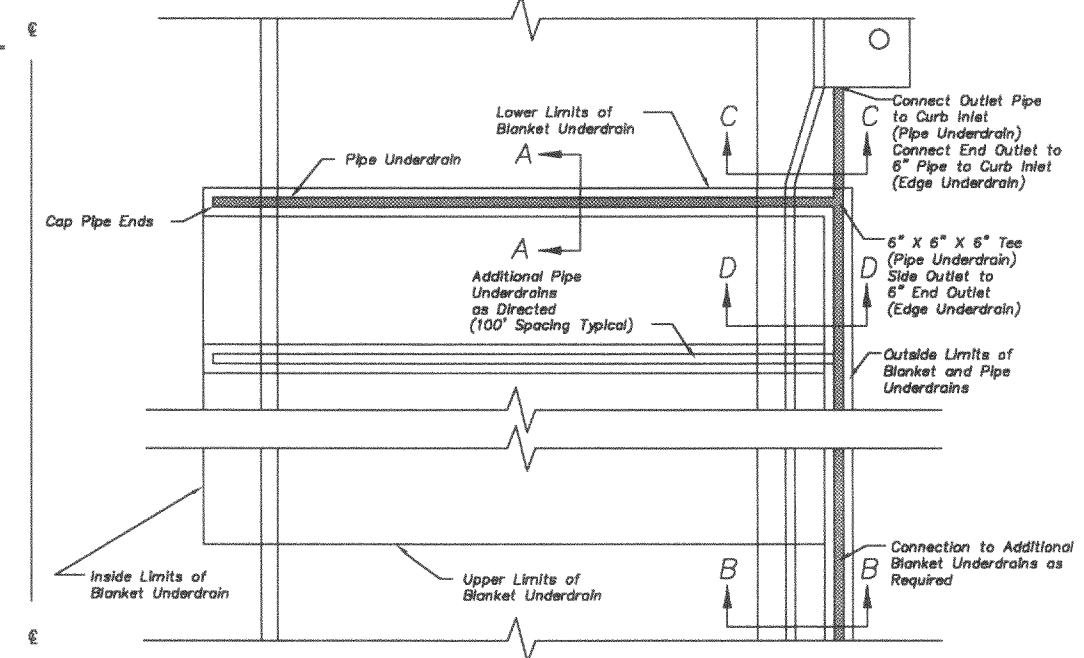 ℄
Lower Limits of
Blanket Underdrain
C
C
Connect Outlet Pipe
to Curb Inlet
(Pipe Underdrain)
Connect End Outlet to
6" Pipe to Curb Inlet
(Edge Underdrain)
Pipe Underdrain
A
Cap Pipe Ends
A
6" X 6" X 6" Tee
(Pipe Underdrain)
Side Outlet to
6" End Outlet
(Edge Underdrain)
D
D
Additional Pipe
Underdrains
as Directed
(100' Spacing Typical)
Outside Limits of
Blanket and Pipe
Underdrains
Connection to Additional
Blanket Underdrains as
Required
B
B
Inside Limits of
Blanket Underdrain
Upper Limits of
Blanket Underdrain
℄